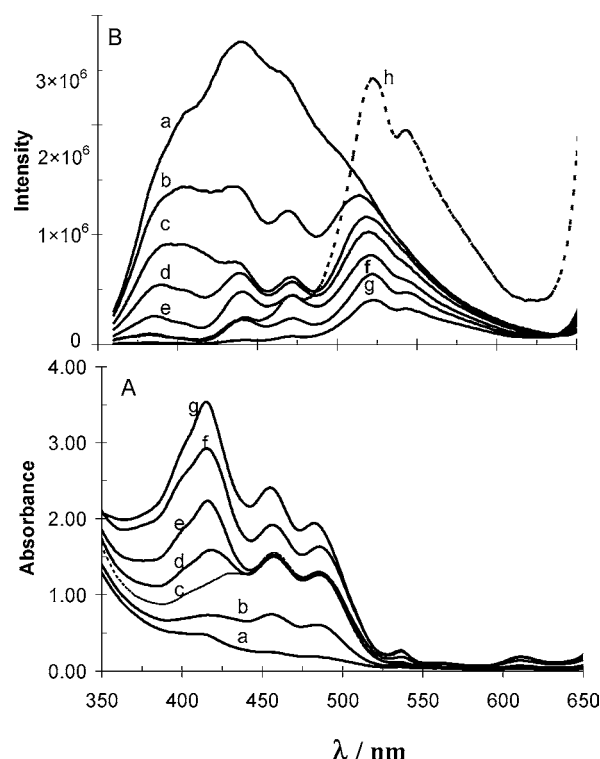 B
3×10⁶
2×10⁶
1×10⁶
0
Intensity
a
b
c
d
e
f
g
h
A
4.00
3.00
2.00
1.00
0.00
Absorbance
g
f
e
d
c
b
a
350 400 450 500 550 600 650
λ / nm